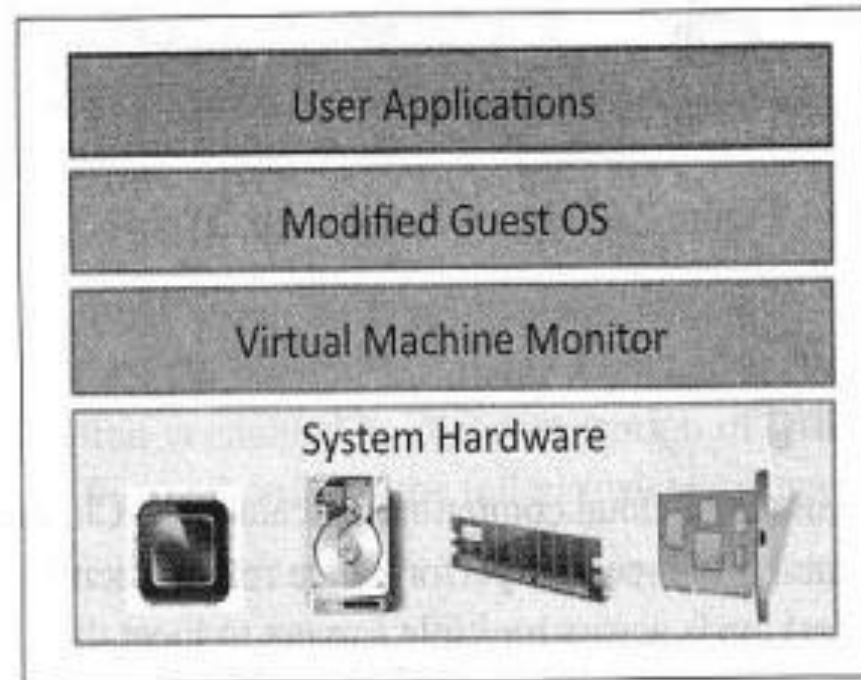 User Applications
Modified Guest OS
Virtual Machine Monitor
System Hardware